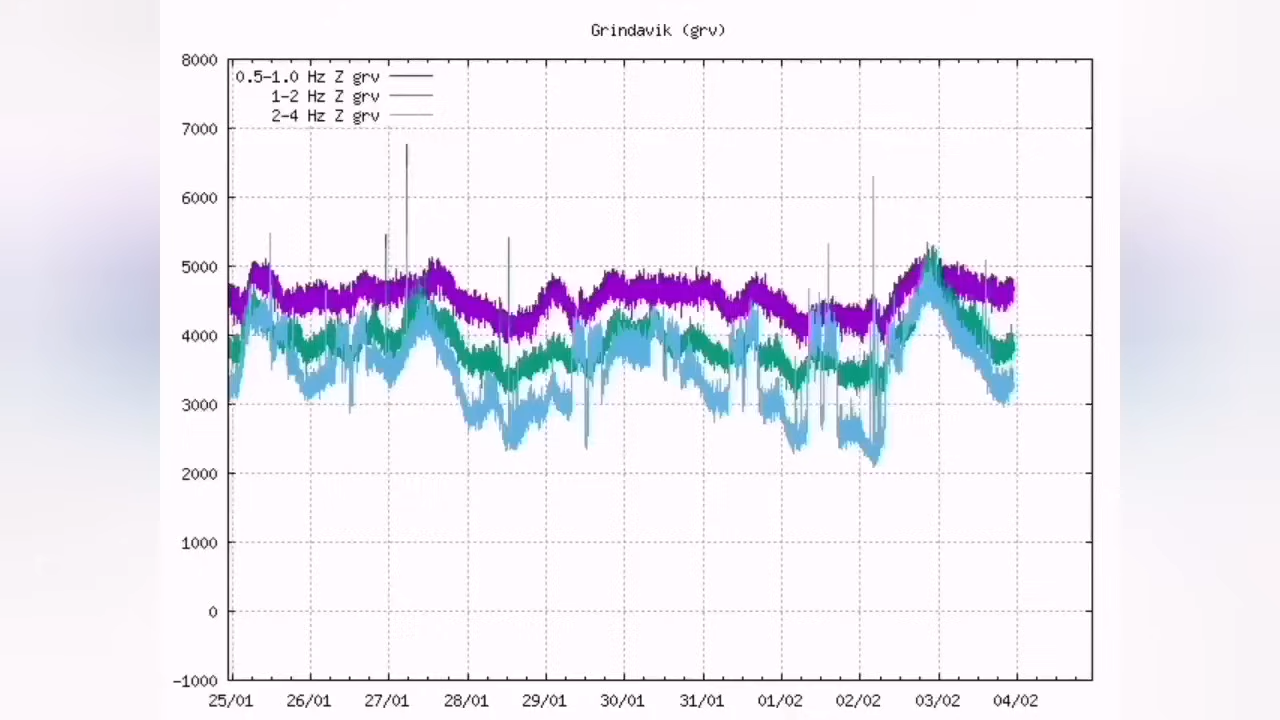 Grindavik (grv)
8000
0.5-1.0 Hz Z grv
1-2 Hz Z grv
2-4 Hz Z grv
7000
6000
5000
4000
3000
2000
1000
0
-1000
25/01 26/01 27/01 28/01 29/01 30/01 31/01 01/02 02/02 03/02 04/02